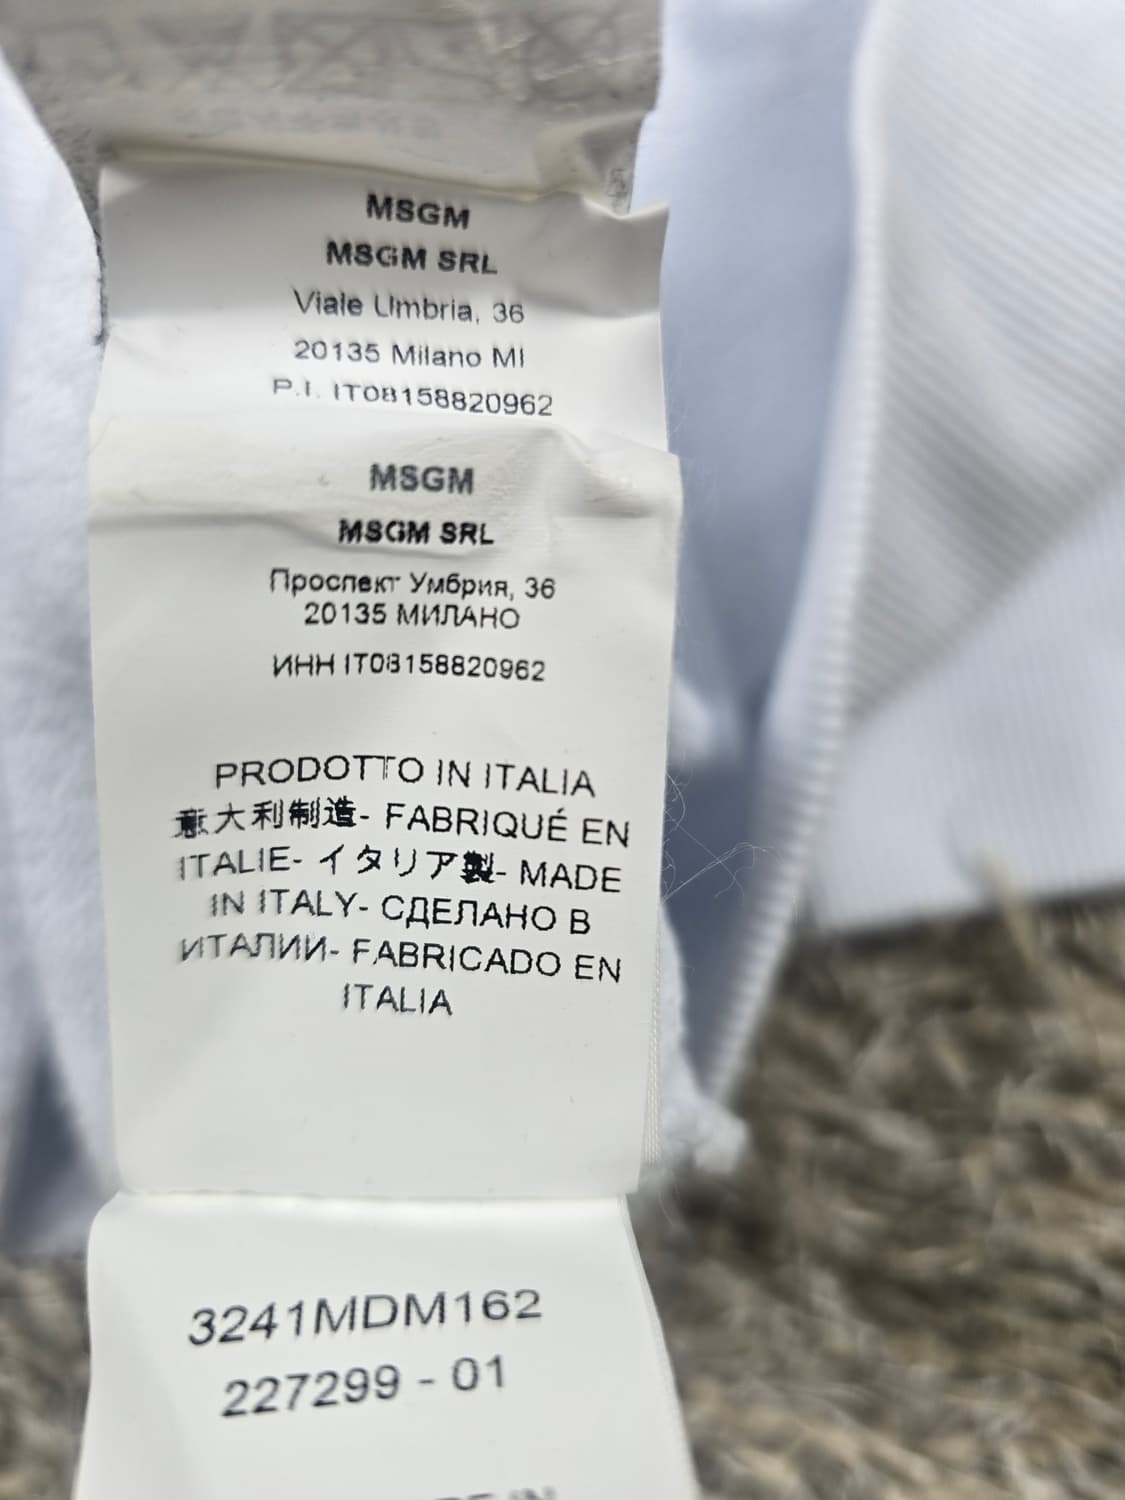 MSGM
MSGM SRL
Viale Umbria, 36
20135 Milano MI
P.I. IT08158820962
MSGM
MSGM SRL
Проспект Умбрия, 36
20135 МИЛАНО
ИНН IT08158820962
PRODOTTO IN ITALIA
意大利制造- FABRIQUÉ EN
ITALIE- イタリア製- MADE
IN ITALY- СДЕЛАНО В
ИТАЛИИ- FABRICADO EN
ITALIA
3241MDM162
227299 - 01